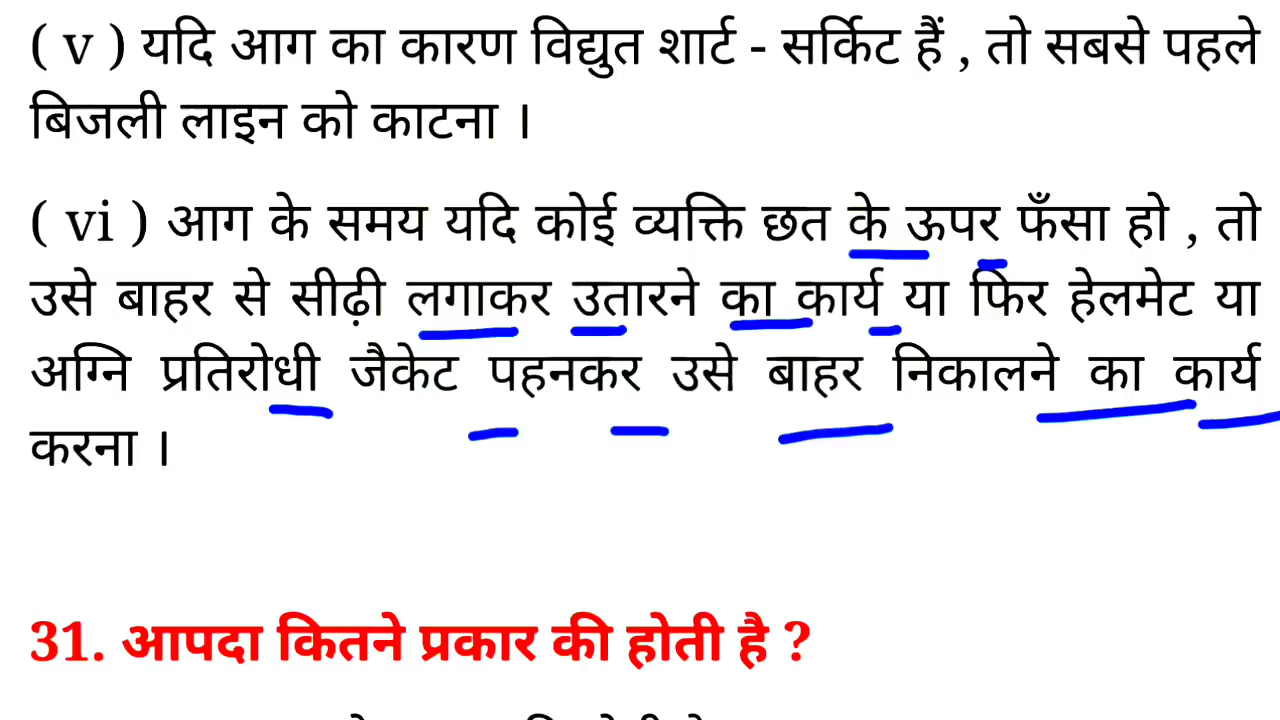 ( v ) यदि आग का कारण विद्युत शार्ट - सर्किट हैं , तो सबसे पहले
बिजली लाइन को काटना ।
( vi ) आग के समय यदि कोई व्यक्ति छत के ऊपर फँसा हो , तो
उसे बाहर से सीढ़ी लगाकर उतारने का कार्य या फिर हेलमेट या
अग्नि प्रतिरोधी जैकेट पहनकर उसे बाहर निकालने का कार्य
करना ।
31. आपदा कितने प्रकार की होती है ?